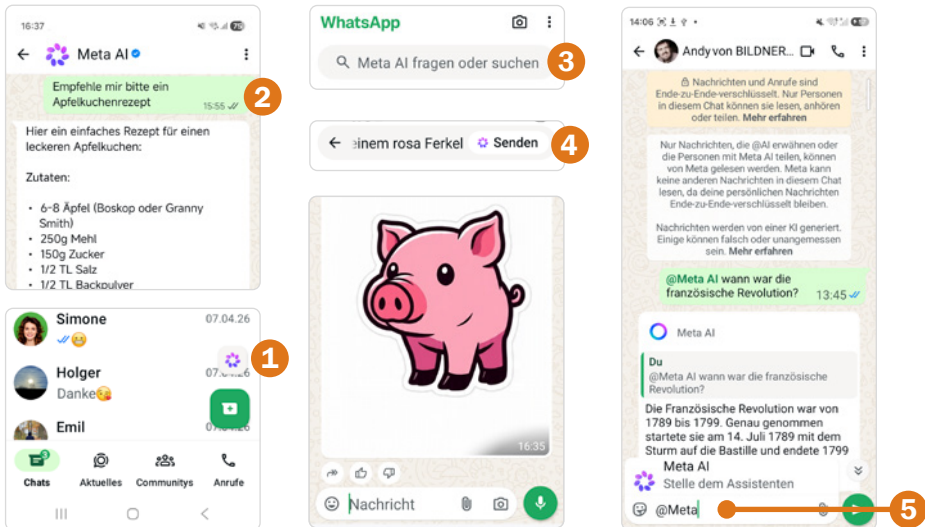 16:37
79
Meta AI
Empfehle mir bitte ein
Apfelkuchenrezept
15:55
2
Hier ein einfaches Rezept für einen
leckeren Apfelkuchen:
Zutaten:
• 6-8 Äpfel (Boskop oder Granny
Smith)
• 250g Mehl
• 150g Zucker
• 1/2 TL Salz
• 1/2 TL Backpulver
Simone
07.04.26
1
Holger
07.04.26
Danke
Emil
07.04.26
3
Chats
Aktuelles
Communitys
Anrufe
WhatsApp
Meta AI fragen oder suchen
3
einem rosa Ferkel
Senden
4
16:35
Nachricht
14:06
Andy von BILDNER...
Nachrichten und Anrufe sind
Ende-zu-Ende-verschlüsselt. Nur Personen
in diesem Chat können sie lesen, anhören
oder teilen. Mehr erfahren
Nur Nachrichten, die @AI erwähnen oder
die Personen mit Meta AI teilen, können
von Meta gelesen werden. Meta kann
keine anderen Nachrichten in diesem Chat
lesen, da deine persönlichen Nachrichten
Ende-zu-Ende-verschlüsselt bleiben.
Nachrichten werden von einer KI generiert.
Einige können falsch oder unangemessen
sein. Mehr erfahren
@Meta AI wann war die
französische Revolution?
13:45
Meta AI
Du
@Meta AI wann war die französische
Revolution?
Die Französische Revolution war von
1789 bis 1799. Genau genommen
startete sie am 14. Juli 1789 mit dem
Sturm auf die Bastille und endete 1799
Meta AI
Stelle dem Assistenten
@Meta
5